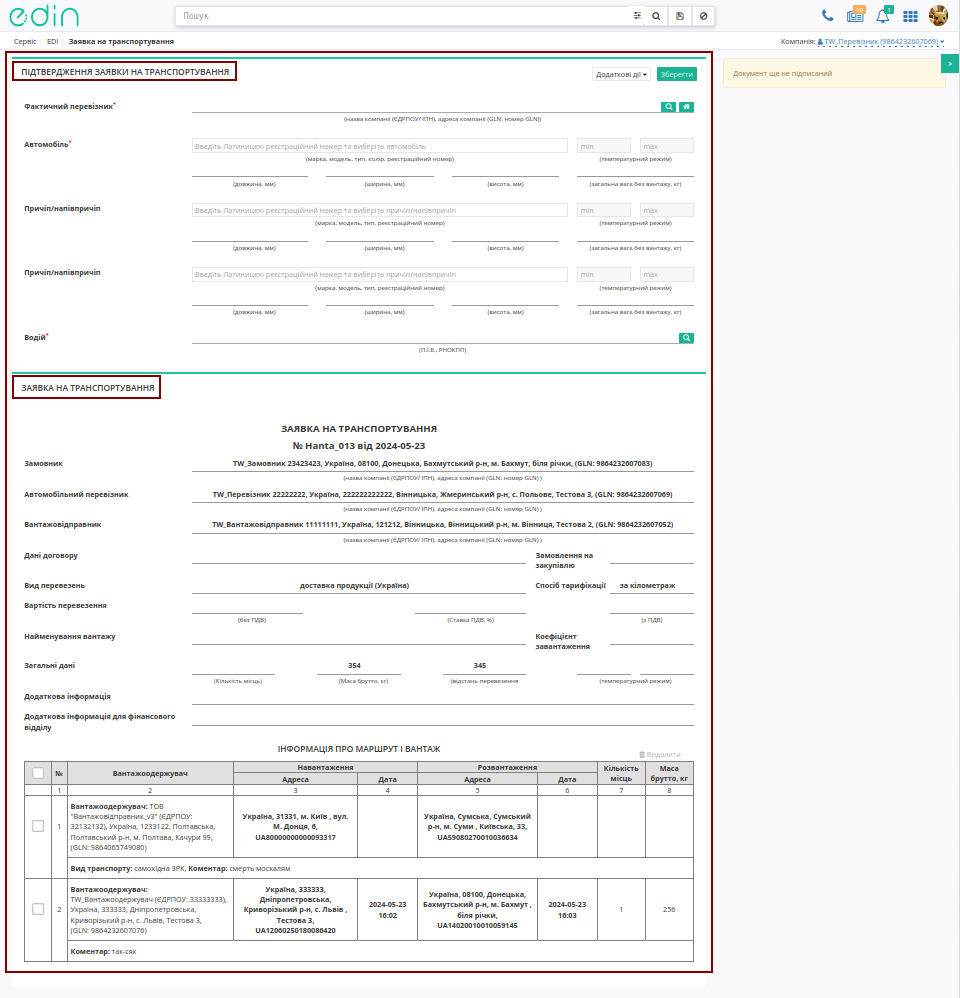 edin
Пошук
10
1
Сервіс / EDI / Заявка на транспортування
Компанія: TW_Перевізник (9864232607069)
ПІДТВЕРДЖЕННЯ ЗАЯВКИ НА ТРАНСПОРТУВАННЯ
Додаткові дії
Зберегти
Документ ще не підписаний
»
Фактичний перевізник*
(назва компанії (ЄДРПОУ/ ІПН), адреса компанії (GLN: номер GLN))
Автомобіль*
Введіть Латиницею реєстраційний номер та виберіть автомобіль
min
max
(марка, модель, тип, колір, реєстраційний номер)
(температурний режим)
(довжина, мм)
(ширина, мм)
(висота, мм)
(загальна вага без вантажу, кг)
Причіп/напівпричіп
Введіть Латиницею реєстраційний номер та виберіть причіп/напівпричіп
min
max
(марка, модель, тип, реєстраційний номер)
(температурний режим)
(довжина, мм)
(ширина, мм)
(висота, мм)
(загальна вага без вантажу, кг)
Причіп/напівпричіп
Введіть Латиницею реєстраційний номер та виберіть причіп/напівпричіп
min
max
(марка, модель, тип, реєстраційний номер)
(температурний режим)
(довжина, мм)
(ширина, мм)
(висота, мм)
(загальна вага без вантажу, кг)
Водій*
(П.І.Б., РНОКПП)
ЗАЯВКА НА ТРАНСПОРТУВАННЯ
ЗАЯВКА НА ТРАНСПОРТУВАННЯ
№ Hanta_013 від 2024-05-23
Замовник
TW_Замовник 23423423, Україна, 08100, Донецька, Бахмутський р-н, м. Бахмут, біля річки, (GLN: 9864232607083)
(назва компанії (ЄДРПОУ/ ІПН), адреса компанії (GLN: номер GLN) )
Автомобільний перевізник
TW_Перевізник 22222222, Україна, 222222222222, Вінницька, Жмеринський р-н, с. Польове, Тестова 3, (GLN: 9864232607069)
(назва компанії (ЄДРПОУ/ ІПН), адреса компанії (GLN: номер GLN) )
Вантажовідправник
TW_Вантажовідправник 11111111, Україна, 121212, Вінницька, Вінницький р-н, м. Вінниця, Тестова 2, (GLN: 9864232607052)
(назва компанії (ЄДРПОУ/ ІПН), адреса компанії (GLN: номер GLN) )
Дані договору
Замовлення на
закупівлю
Вид перевезень
доставка продукції (Україна)
Спосіб тарифікації
за кілометраж
Вартість перевезення
(без ПДВ)
(Ставка ПДВ, %)
(з ПДВ)
Найменування вантажу
Коефіцієнт
завантаження
Загальні дані
354
345
(Кількість місць)
(Маса брутто, кг)
(відстань перевезення
(температурний режим)
Додаткова інформація
Додаткова інформація для фінансового
відділу
ІНФОРМАЦІЯ ПРО МАРШРУТ І ВАНТАЖ
Видалити
№
Вантажоодержувач
Навантаження
Розвантаження
Кількість
місць
Маса
брутто, кг
Адреса
Дата
Адреса
Дата
1
2
3
4
5
6
7
8
1
Вантажоодержувач: ТОВ
"Вантажовідправник_v3" (ЄДРПОУ:
32132132), Україна, 1233122, Полтавська,
Полтавський р-н, м. Полтава, Качури 99,
(GLN: 9864065749080)
Україна, 31331, м. Київ , вул.
М. Донця, 6,
UA80000000000093317
Україна, Сумська, Сумський
р-н, м. Суми , Київська, 33,
UA59080270010036634
Вид транспорту: самохідна ЗРК, Коментар: смерть москалям
2
Вантажоодержувач:
TW_Вантажоодержувач (ЄДРПОУ: 33333333),
Україна, 333333, Дніпропетровська,
Криворізький р-н, с. Львів, Тестова 3,
(GLN: 9864232607076)
Україна, 333333,
Дніпропетровська,
Криворізький р-н, с. Львів ,
Тестова 3,
UA12060250180086420
2024-05-23
16:02
Україна, 08100, Донецька,
Бахмутський р-н, м. Бахмут ,
біля річки,
UA14020010010059145
2024-05-23
16:03
1
256
Коментар: так-сяк